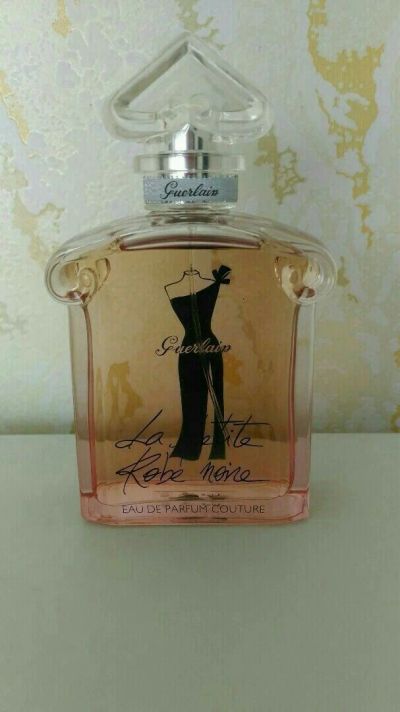 Guerlain
Guerlain
La Petite
Robe noire
EAU DE PARFUM COUTURE